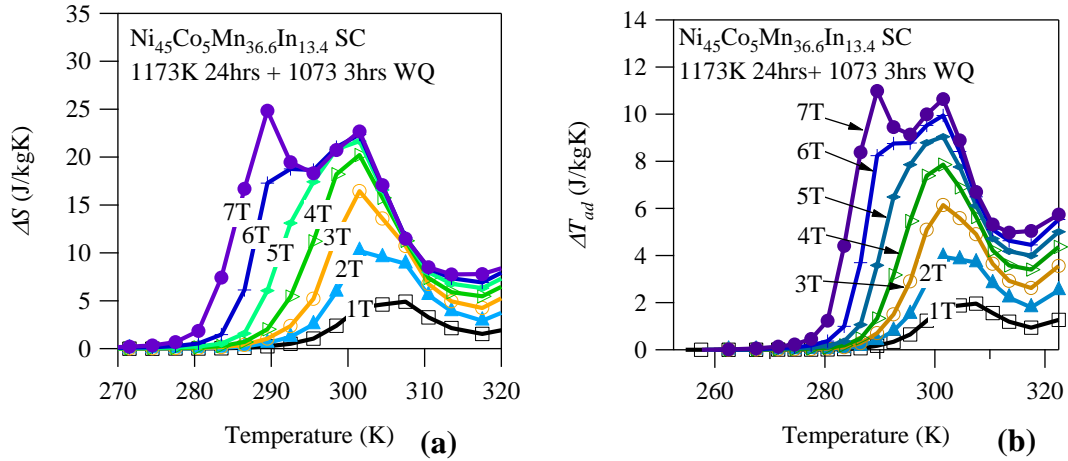 Ni45Co5Mn36.6In13.4 SC
1173K 24hrs + 1073 3hrs WQ
ΔS (J/kgK)
35
30
25
20
15
10
5
0
7T
6T
5T
4T
3T
2T
1T
270
280
290
300
310
320
Temperature (K)
(a)
Ni45Co5Mn36.6In13.4 SC
1173K 24hrs+ 1073 3hrs WQ
ΔTad (J/kgK)
14
12
10
8
6
4
2
0
7T
6T
5T
4T
3T
2T
1T
260
280
300
320
Temperature (K)
(b)